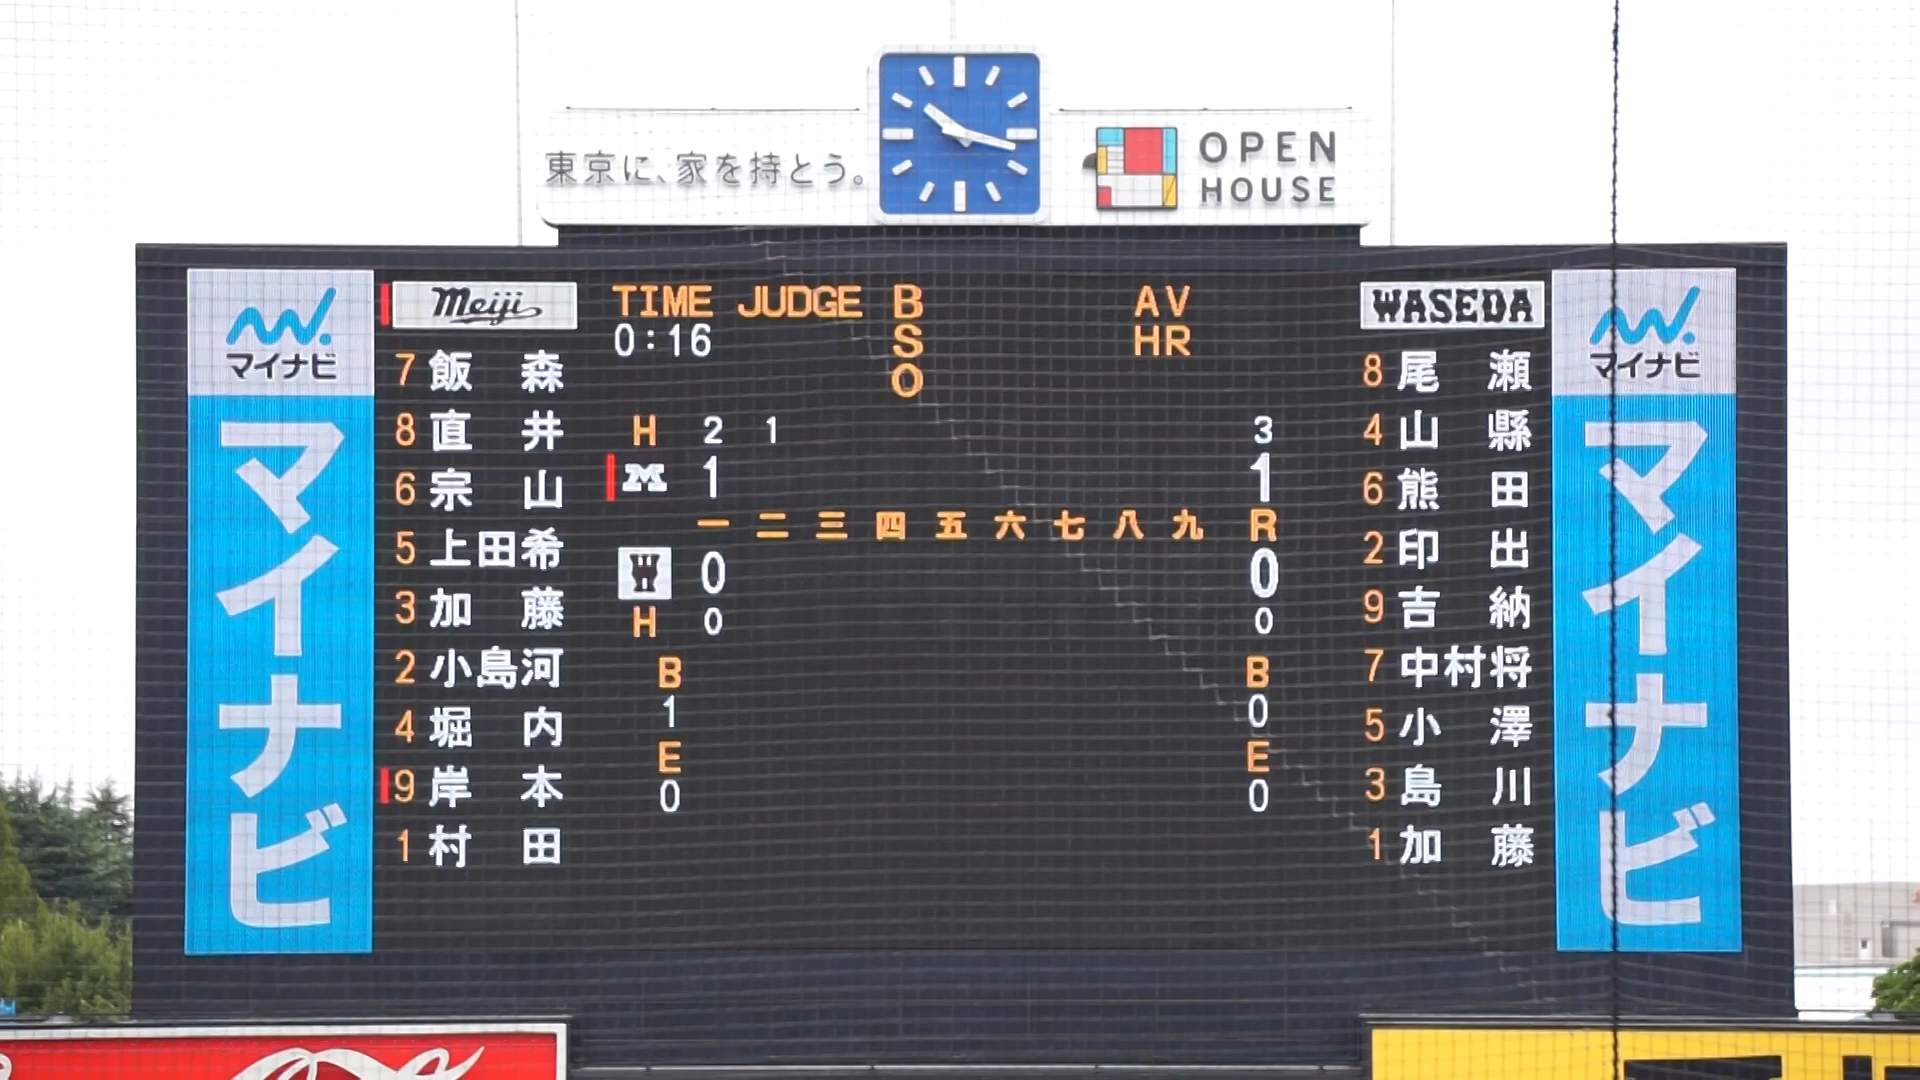 東京に、家を持とう。
OPEN
HOUSE
マイナビ
マイナビ
Meiji
7 飯森
8 直井
6 宗山
5 上田希
3 加藤
2 小島河
4 堀内
9 岸本
1 村田
TIME JUDGE B AV
0:16 S HR
O
H 2 1 3
M 1 1
一 二 三 四 五 六 七 八 九 R
W 0 0
H 0 0
B B
1 0
E E
0 0
WASEDA
8 尾瀬
4 山縣
6 熊田
2 印出
9 吉納
7 中村将
5 小澤
3 島川
1 加藤
マイナビ
マイナビ